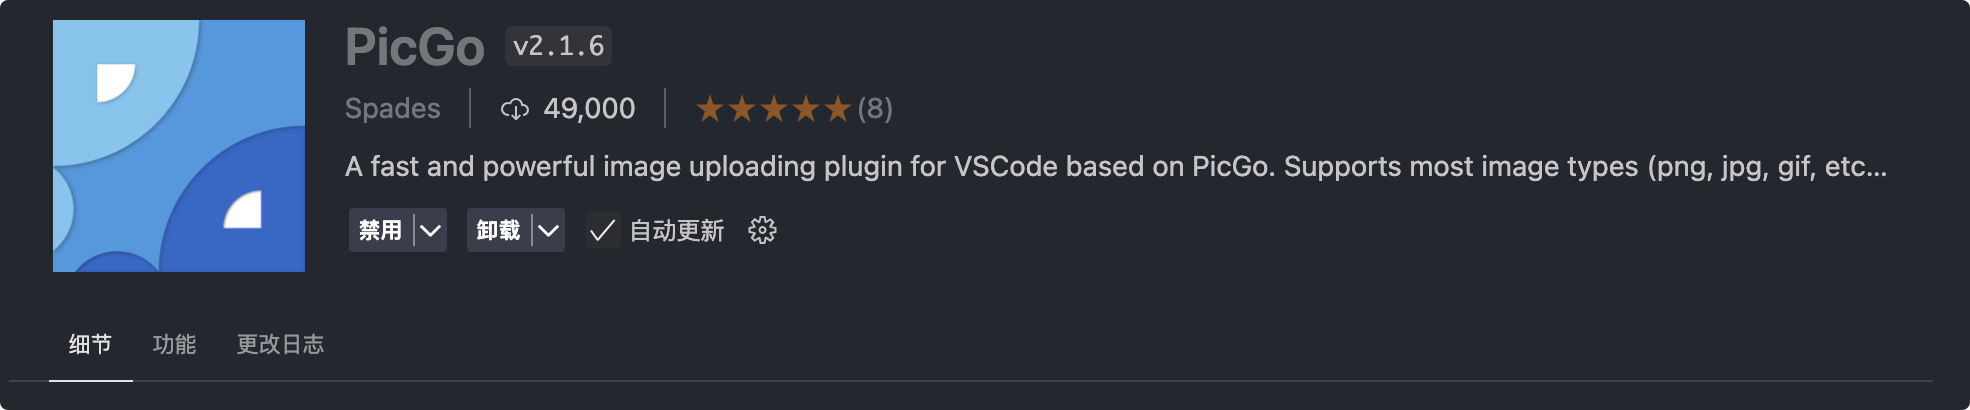 PicGo v2.1.6
Spades 49,000 (8)
A fast and powerful image uploading plugin for VSCode based on PicGo. Supports most image types (png, jpg, gif, etc...
禁用 卸载 自动更新
细节 功能 更改日志